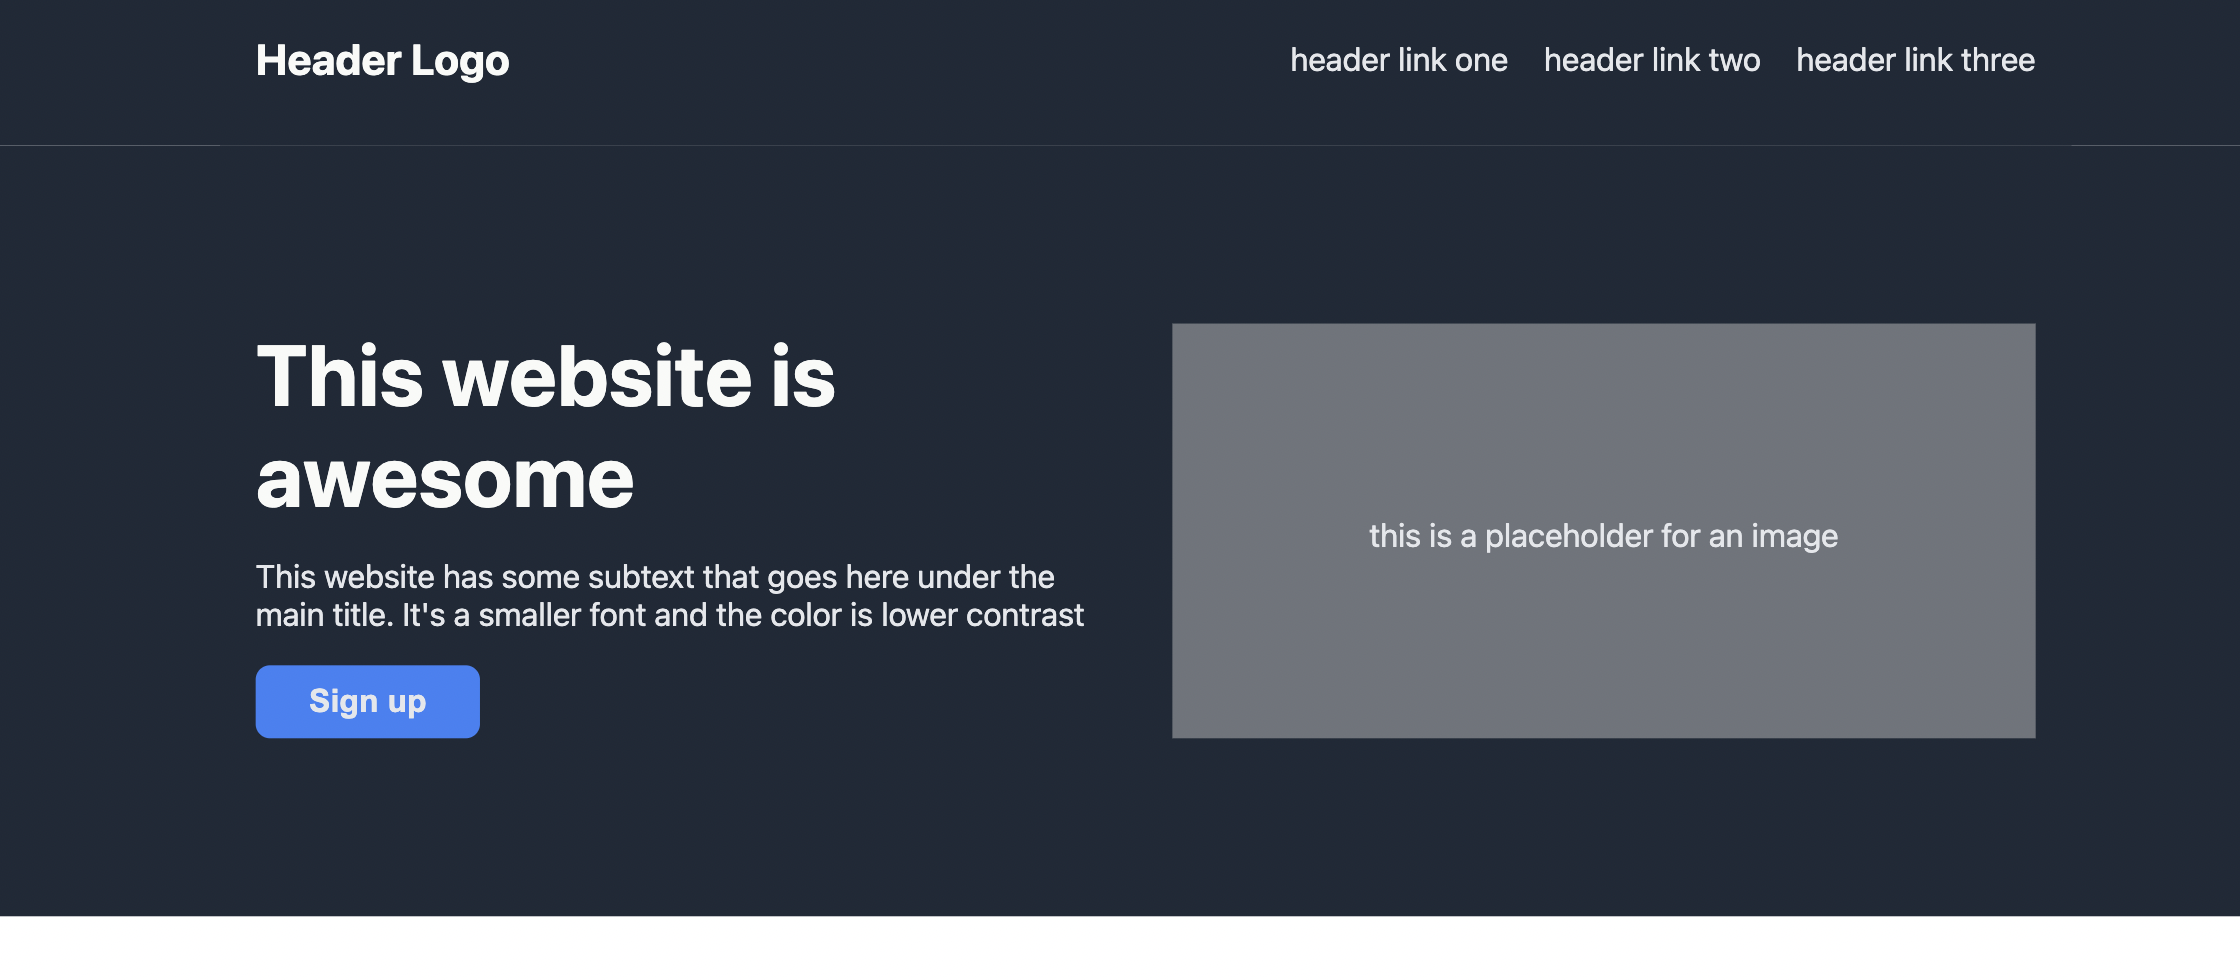 Header Logo
header link one
header link two
header link three
This website is
awesome
This website has some subtext that goes here under the
main title. It's a smaller font and the color is lower contrast
Sign up
this is a placeholder for an image